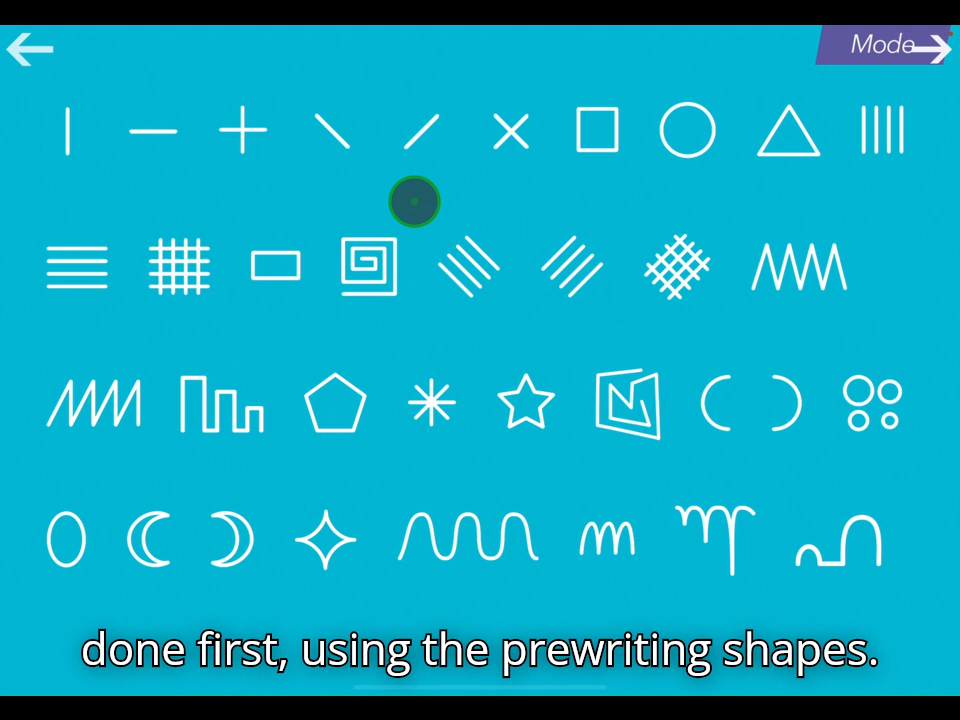 Mode
done first, using the prewriting shapes.